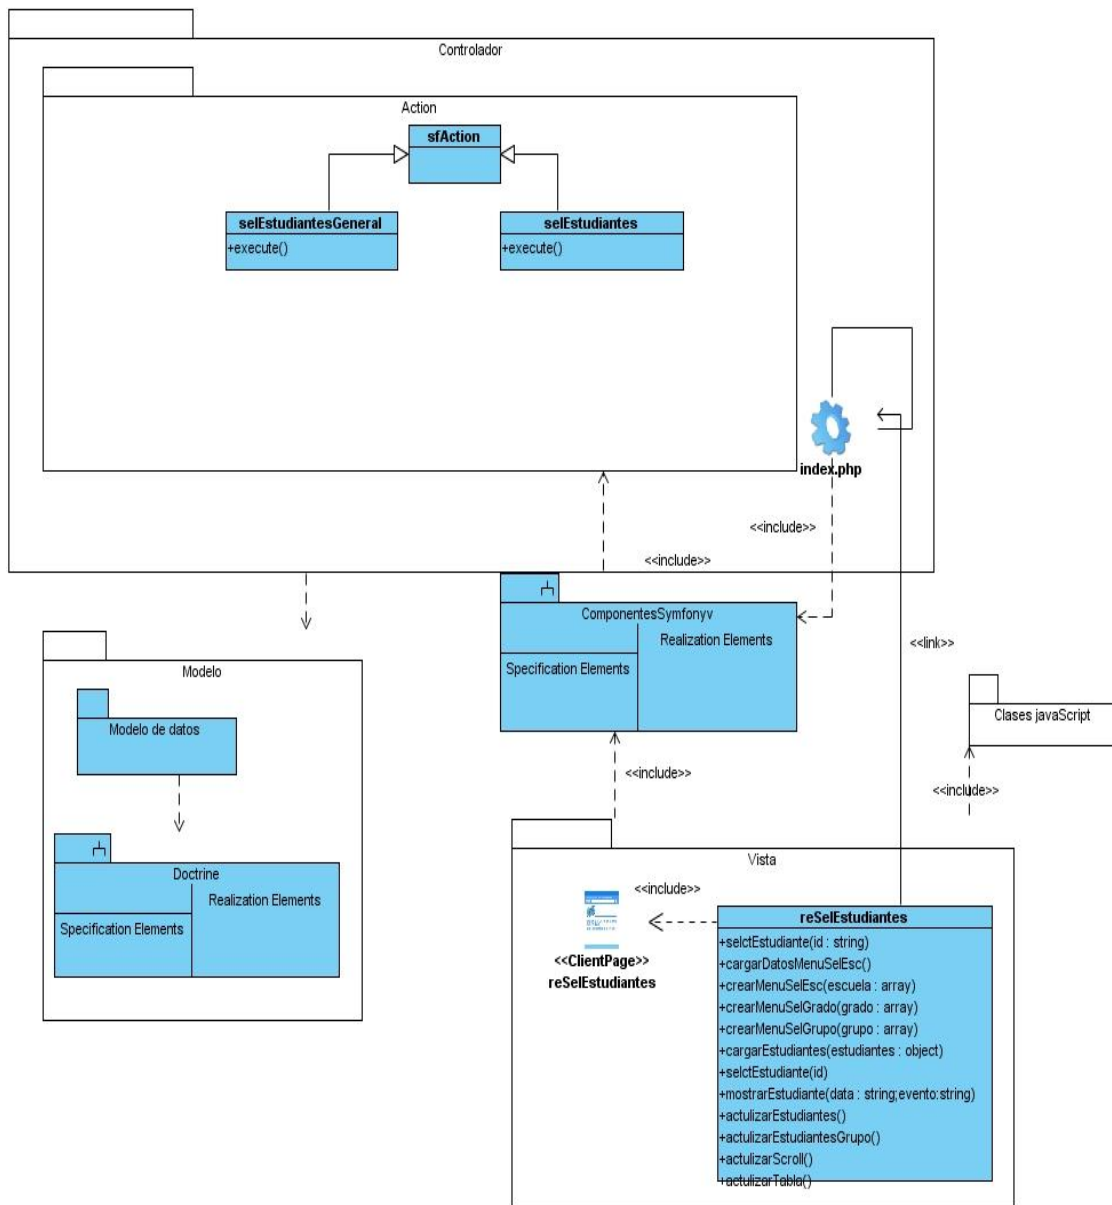 Controlador
Action
sfAction
selEstudiantesGeneral
+execute()
selEstudiantes
+execute()
index.php
<<include>>
<<include>>
ComponentesSymfonyv
Specification Elements
Realization Elements
<<link>>
Modelo
Modelo de datos
Doctrine
Specification Elements
Realization Elements
Clases javaScript
<<include>>
<<include>>
Vista
<<include>>
<<ClientPage>>
reSelEstudiantes
reSelEstudiantes
+selctEstudiante(id : string)
+cargarDatosMenuSelEsc()
+crearMenuSelEsc(escuela : array)
+crearMenuSelGrado(grado : array)
+crearMenuSelGrupo(grupo : array)
+cargarEstudiantes(estudiantes : object)
+selctEstudiante(id)
+mostrarEstudiante(data : string;evento:string)
+actulizarEstudiantes()
+actulizarEstudiantesGrupo()
+actulizarScroll()
+actulizarTabla()